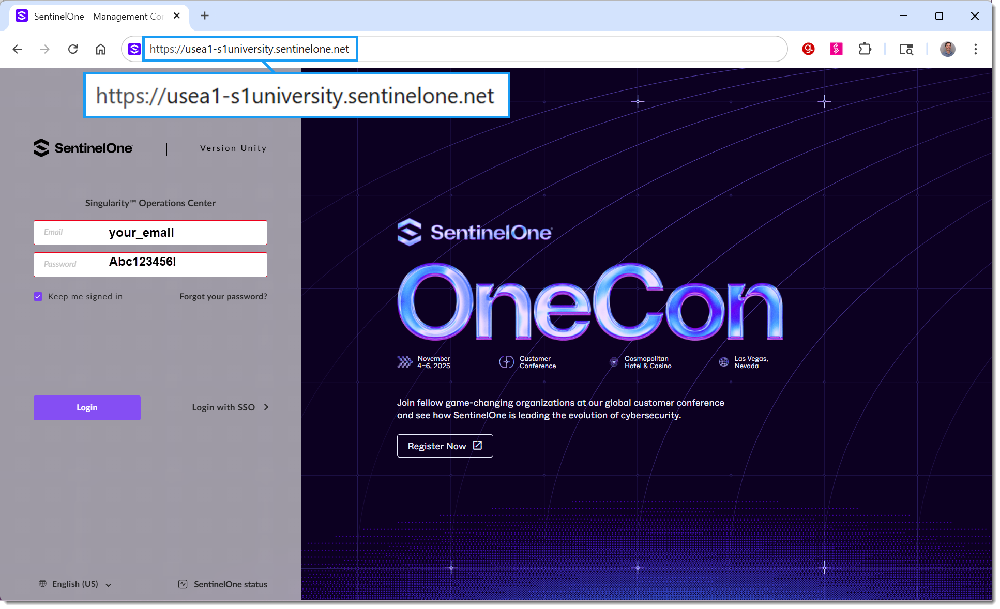 SentinelOne - Management Co
https://usea1-s1university.sentinelone.net
g.
https://usea1-s1university.sentinelone.net
SentinelOne
Version Unity
Singularity™ Operations Center
Email your_email
Password Abc123456!
Keep me signed in
Forgot your password?
Login
Login with SSO
English (US)
SentinelOne status
SentinelOne
OneCon
November
4–6, 2025
Customer
Conference
Cosmopolitan
Hotel & Casino
Las Vegas,
Nevada
Join fellow game-changing organizations at our global customer conference
and see how SentinelOne is leading the evolution of cybersecurity.
Register Now